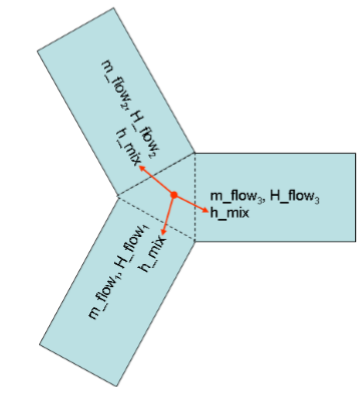 m_flow₂, H_flow₂
h_mix
m_flow₃, H_flow₃
h_mix
m_flow₁, H_flow₁
h_mix